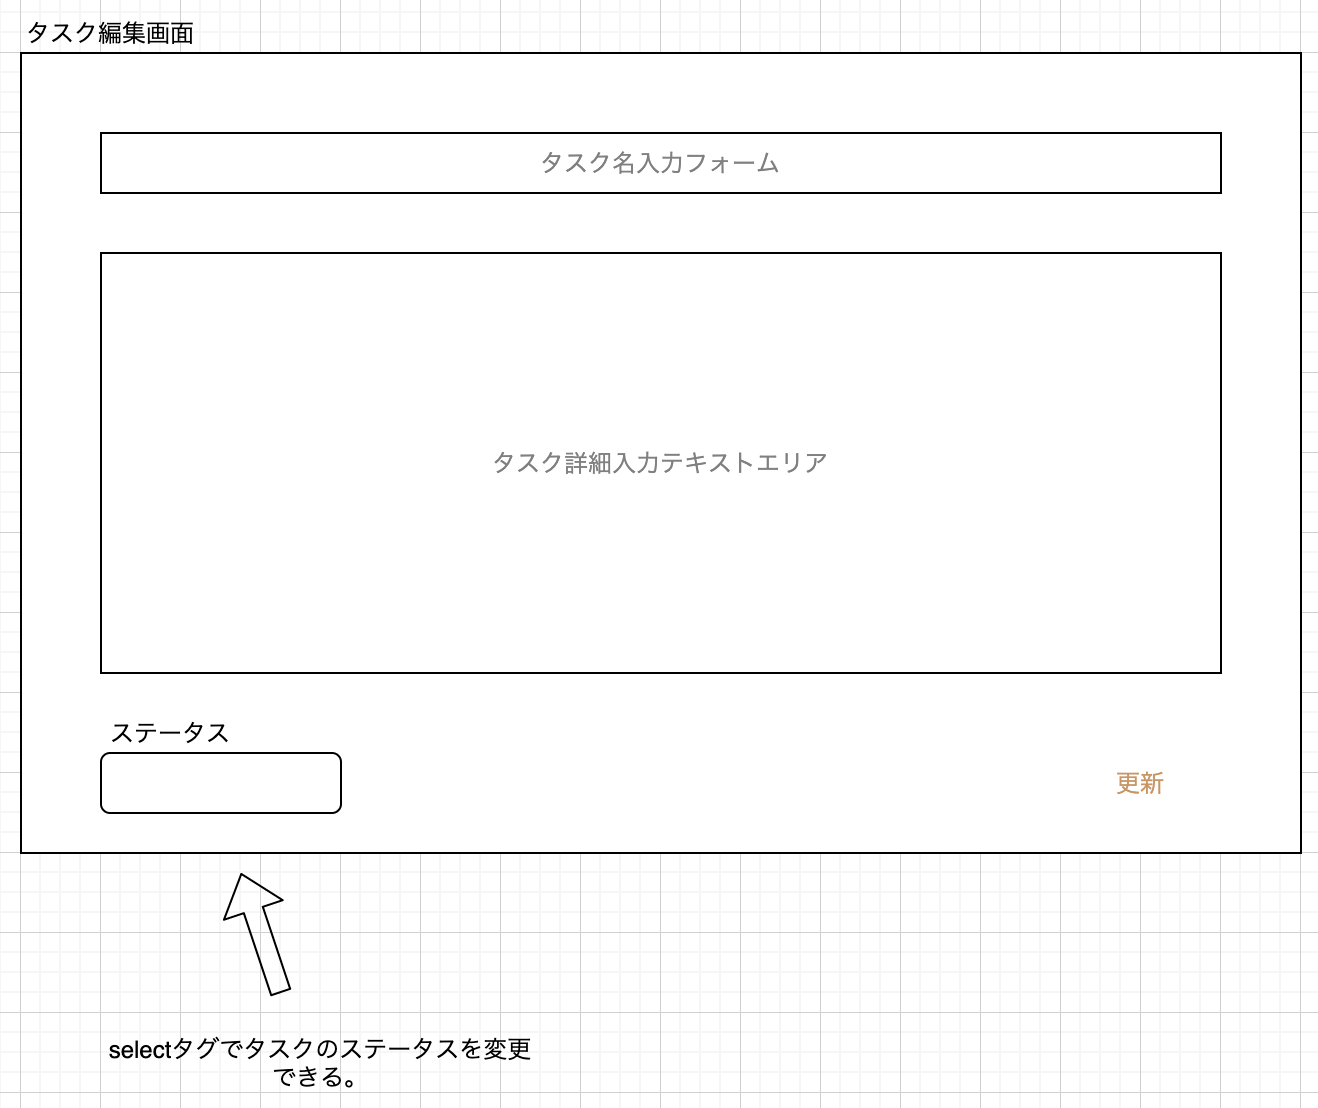 タスク編集画面
タスク名入力フォーム
タスク詳細入力テキストエリア
ステータス
更新
selectタグでタスクのステータスを変更
できる。